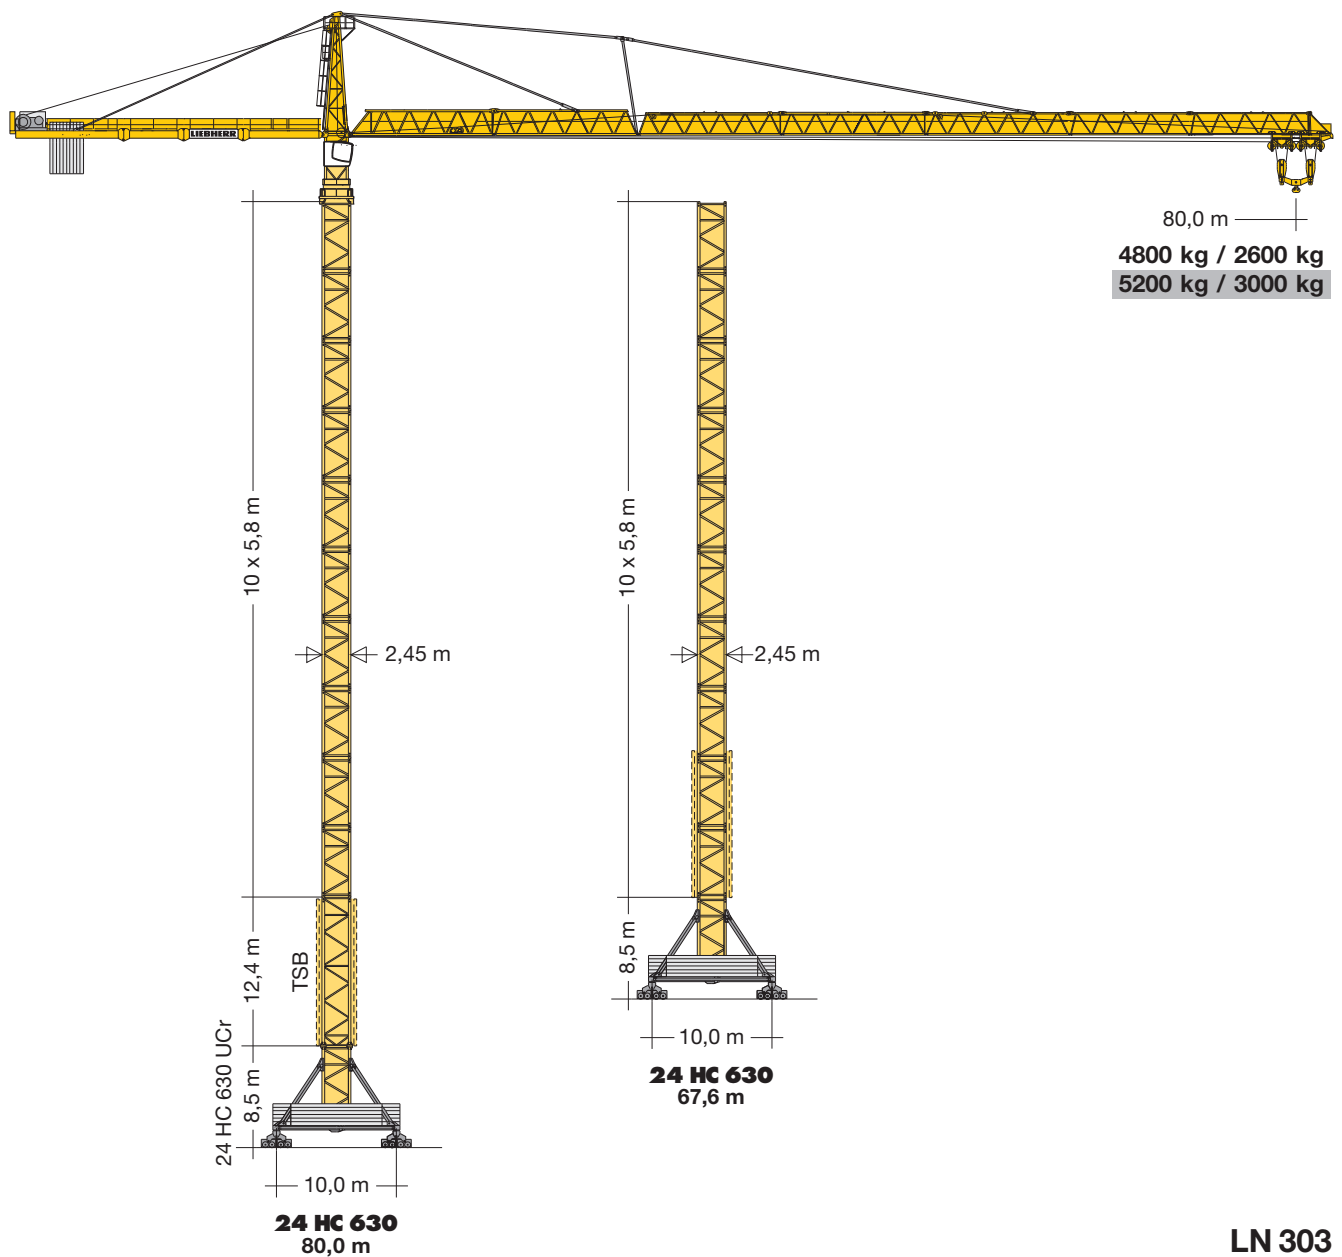 LIEBHERR
80,0 m
4800 kg / 2600 kg
5200 kg / 3000 kg
10 x 5,8 m
10 x 5,8 m
2,45 m
2,45 m
12,4 m
TSB
8,5 m
10,0 m
24 HC 630
67,6 m
24 HC 630 UCr
8,5 m
10,0 m
24 HC 630
80,0 m
LN 303